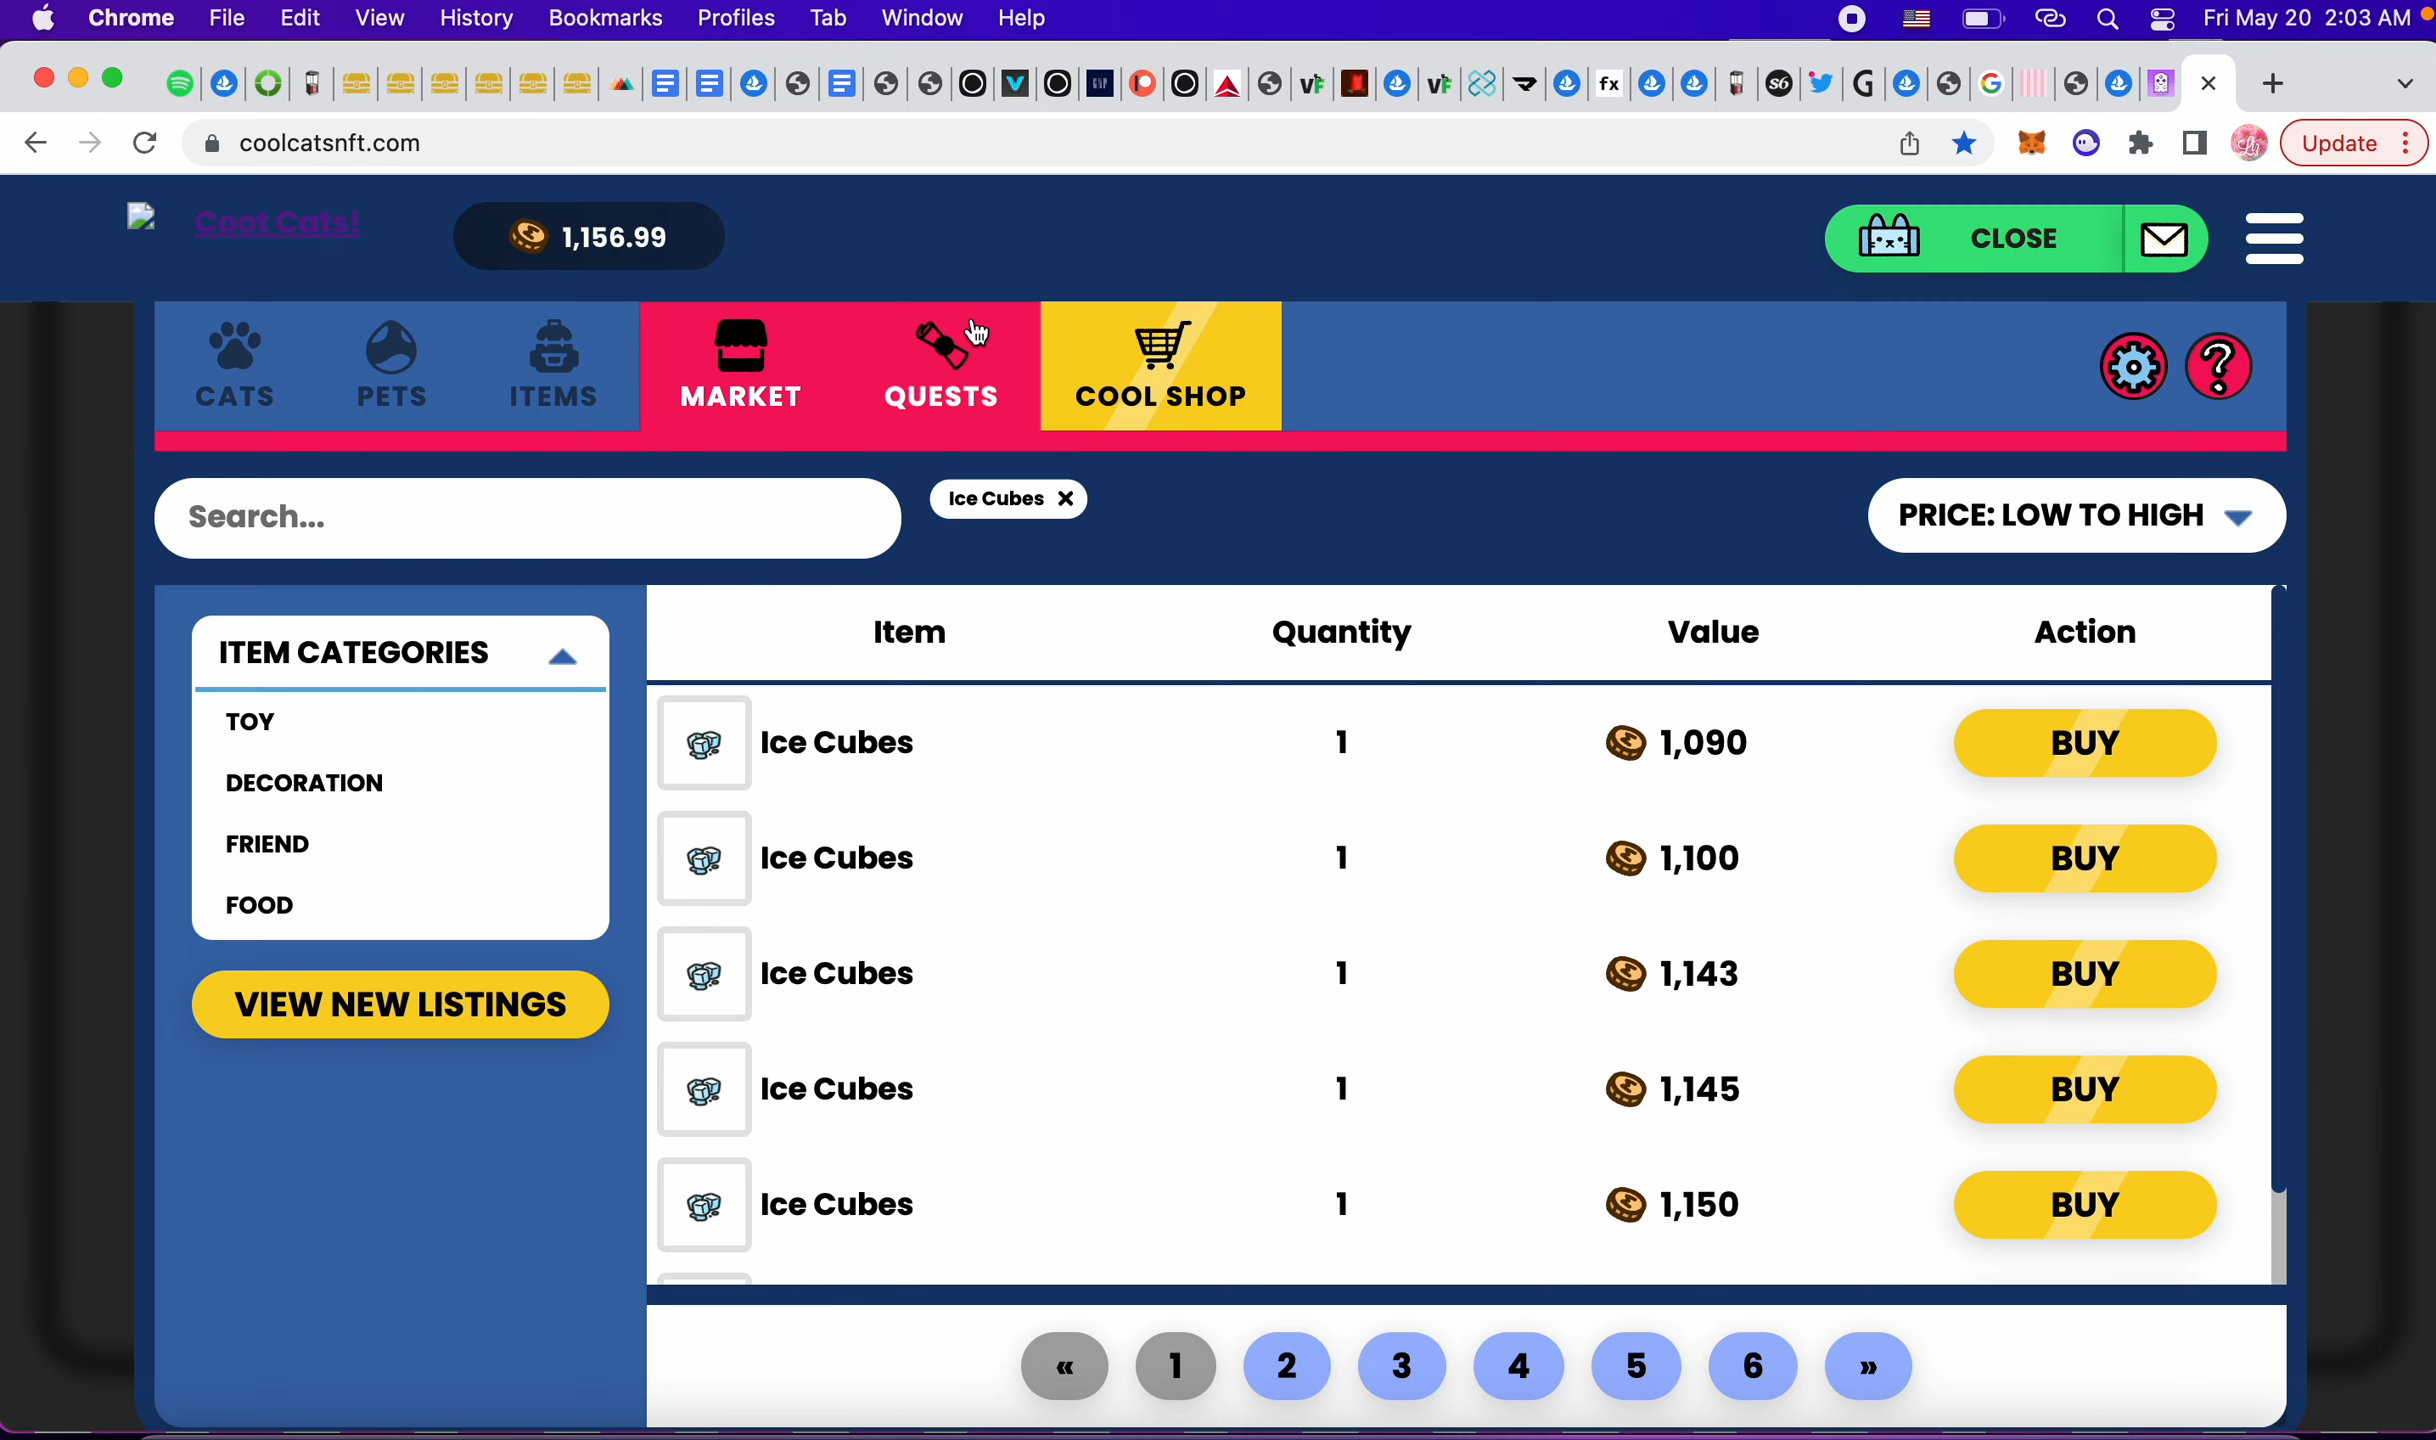 Chrome File Edit View History Bookmarks Profiles Tab Window Help Fri May 20 2:03 AM
coolcatsnft.com Update
Coot Cats! 1,156.99 CLOSE
CATS PETS ITEMS MARKET QUESTS COOL SHOP
Search... Ice Cubes PRICE: LOW TO HIGH
Item Quantity Value Action
ITEM CATEGORIES
TOY
DECORATION
FRIEND
FOOD
VIEW NEW LISTINGS
Ice Cubes 1 1,090 BUY
Ice Cubes 1 1,100 BUY
Ice Cubes 1 1,143 BUY
Ice Cubes 1 1,145 BUY
Ice Cubes 1 1,150 BUY
« 1 2 3 4 5 6 »